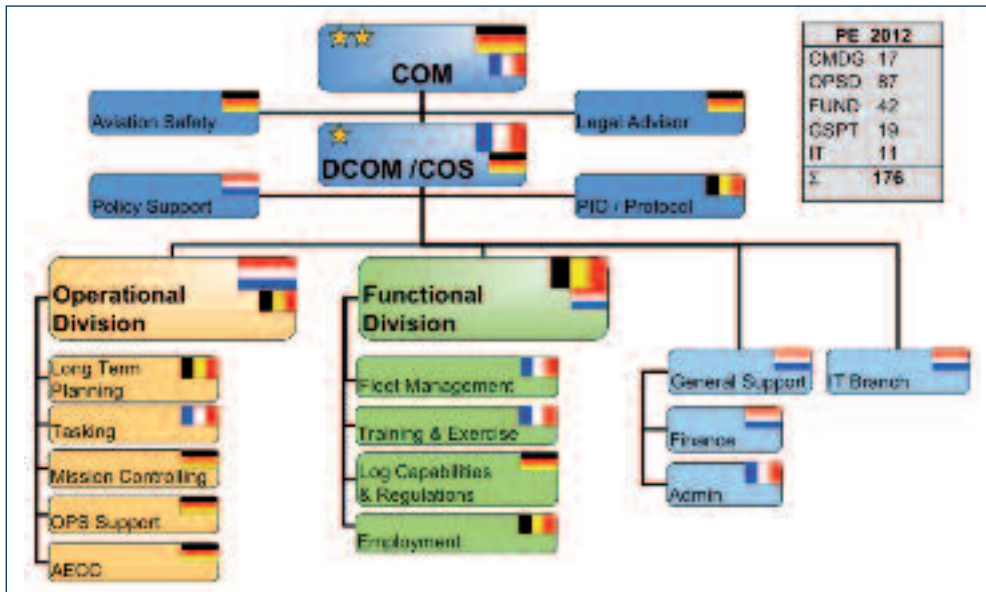 COM
PE 2012
CMDG 17
OPSD 87
FUND 42
GSPT 19
IT 11
Σ 176
Aviation Safety
Legal Advisor
DCOM /COS
Policy Support
PIO / Protocol
Operational
Division
Functional
Division
Long Term
Planning
Tasking
Mission Controlling
OPS Support
AEOC
Fleet Management
Training & Exercise
Log Capabilities
& Regulations
Employment
General Support
IT Branch
Finance
Admin